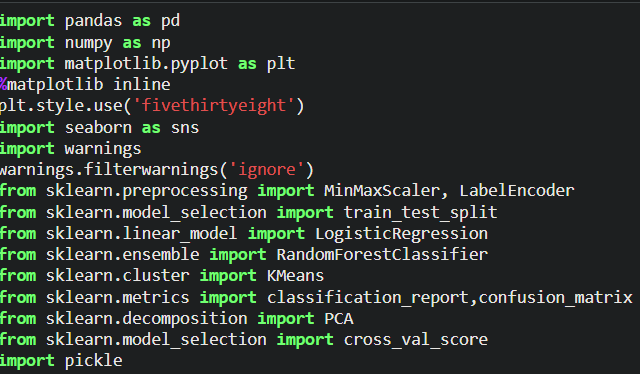 import pandas as pd
import numpy as np
import matplotlib.pyplot as plt
%matplotlib inline
plt.style.use('fivethirtyeight')
import seaborn as sns
import warnings
warnings.filterwarnings('ignore')
from sklearn.preprocessing import MinMaxScaler, LabelEncoder
from sklearn.model_selection import train_test_split
from sklearn.linear_model import LogisticRegression
from sklearn.ensemble import RandomForestClassifier
from sklearn.cluster import KMeans
from sklearn.metrics import classification_report,confusion_matrix
from sklearn.decomposition import PCA
from sklearn.model_selection import cross_val_score
import pickle